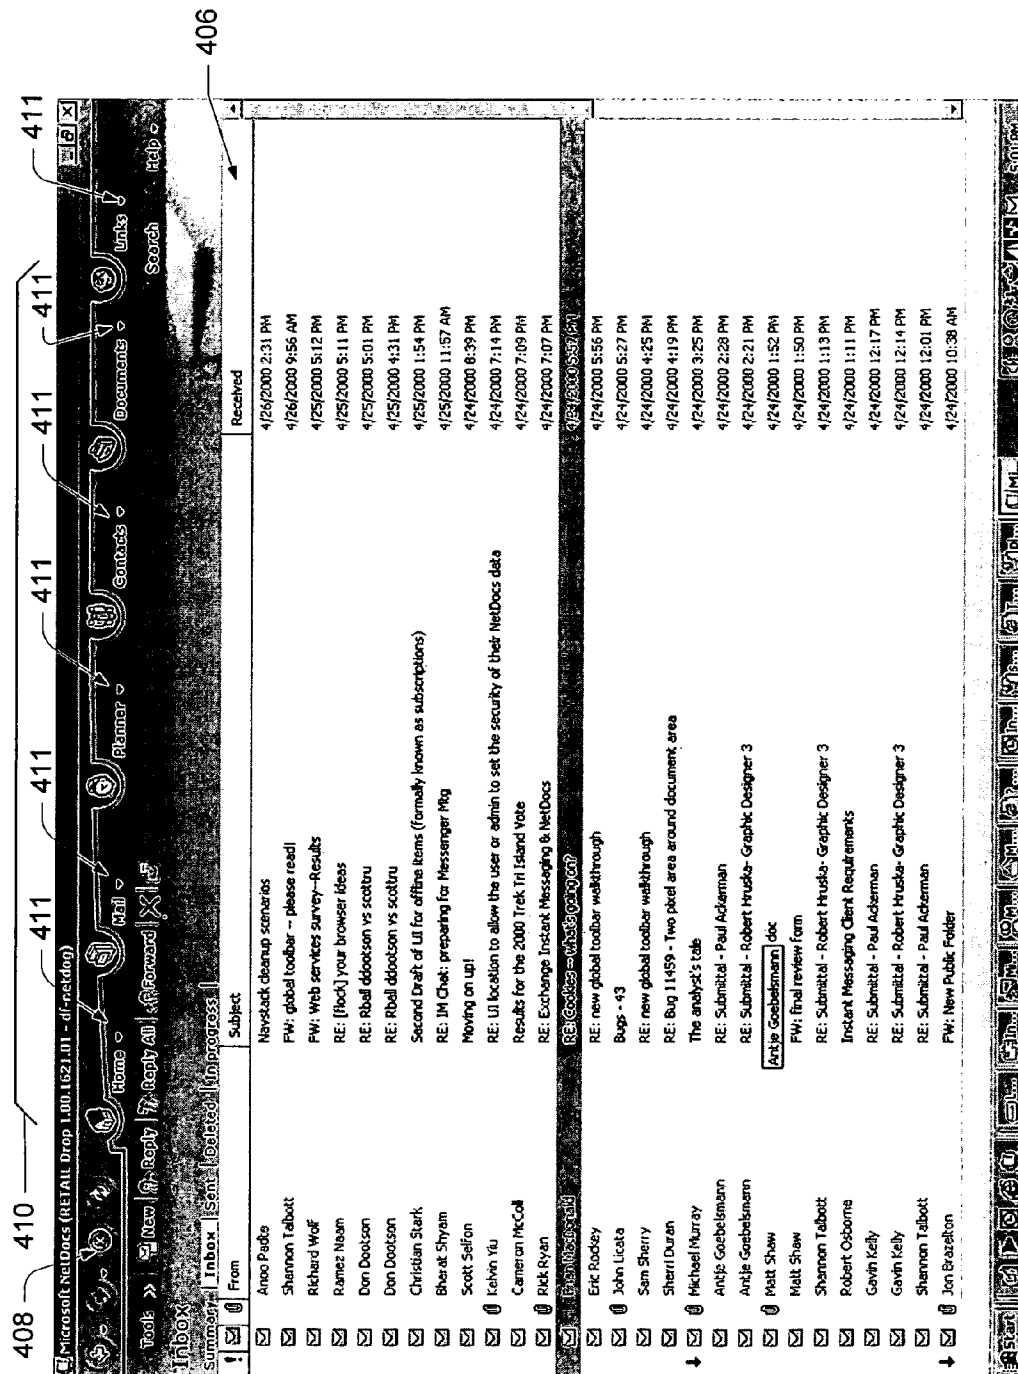 408
410
411
411
411
411
411
411
406
Microsoft NetDocs (RETAIL Drop 1.00.1621.01 - df-netdog)
Home
Mail
Planner
Contacts
Documents
Links
Tools >> New Reply Reply All Forward
Search Help
Inbox
Summary Inbox Sent Deleted In progress
! From Subject Received
Anoo Padte Navstack cleanup scenarios 4/26/2000 2:31 PM
Shannon Talbott FW: global toolbar -- please read! 4/26/2000 9:56 AM
Richard Wolf FW: Web services survey--Results 4/25/2000 5:12 PM
Ramez Naam RE: [flock] your browser ideas 4/25/2000 5:11 PM
Don Dootson RE: Rball ddootson vs scottru 4/25/2000 5:01 PM
Don Dootson RE: Rball ddootson vs scottru 4/25/2000 4:31 PM
Christian Stark Second Draft of UI for offline items (formally known as subscriptions) 4/25/2000 1:54 PM
Bharat Shyam RE: IM Chat: preparing for Messenger Mtg 4/25/2000 11:57 AM
Scott Seifon Moving on up! 4/24/2000 8:39 PM
Kelvin Yiu RE: UI location to allow the user or admin to set the security of their NetDocs data 4/24/2000 7:14 PM
Cameron McColl Results for the 2000 Trek Tri Island Vote 4/24/2000 7:09 PM
Rick Ryan RE: Exchange Instant Messaging & NetDocs 4/24/2000 7:07 PM
Brian MacDonald RE: Cookies = what's going on? 4/24/2000 5:57 PM
Eric Rockey RE: new global toolbar walkthrough 4/24/2000 5:56 PM
John Licata Bugs - 43 4/24/2000 5:27 PM
Sam Sherry RE: new global toolbar walkthrough 4/24/2000 4:25 PM
Sherri Duran RE: Bug 11459 - Two pixel area around document area 4/24/2000 4:19 PM
Michael Murray The analyst's tale 4/24/2000 3:25 PM
Antje Goebelsmann RE: Submittal - Paul Ackerman 4/24/2000 2:28 PM
Antje Goebelsmann RE: Submittal - Robert Hruska- Graphic Designer 3 4/24/2000 2:21 PM
Matt Shaw Antje Goebelsmann .doc 4/24/2000 1:52 PM
Matt Shaw FW: final review form 4/24/2000 1:50 PM
Shannon Talbott RE: Submittal - Robert Hruska- Graphic Designer 3 4/24/2000 1:13 PM
Robert Osborne Instant Messaging Client Requirements 4/24/2000 1:11 PM
Gavin Kelly RE: Submittal - Paul Ackerman 4/24/2000 12:17 PM
Gavin Kelly RE: Submittal - Robert Hruska- Graphic Designer 3 4/24/2000 12:14 PM
Shannon Talbott RE: Submittal - Paul Ackerman 4/24/2000 12:01 PM
Jon Brazelton FW: New Public Folder 4/24/2000 10:38 AM
Start
5:01 PM